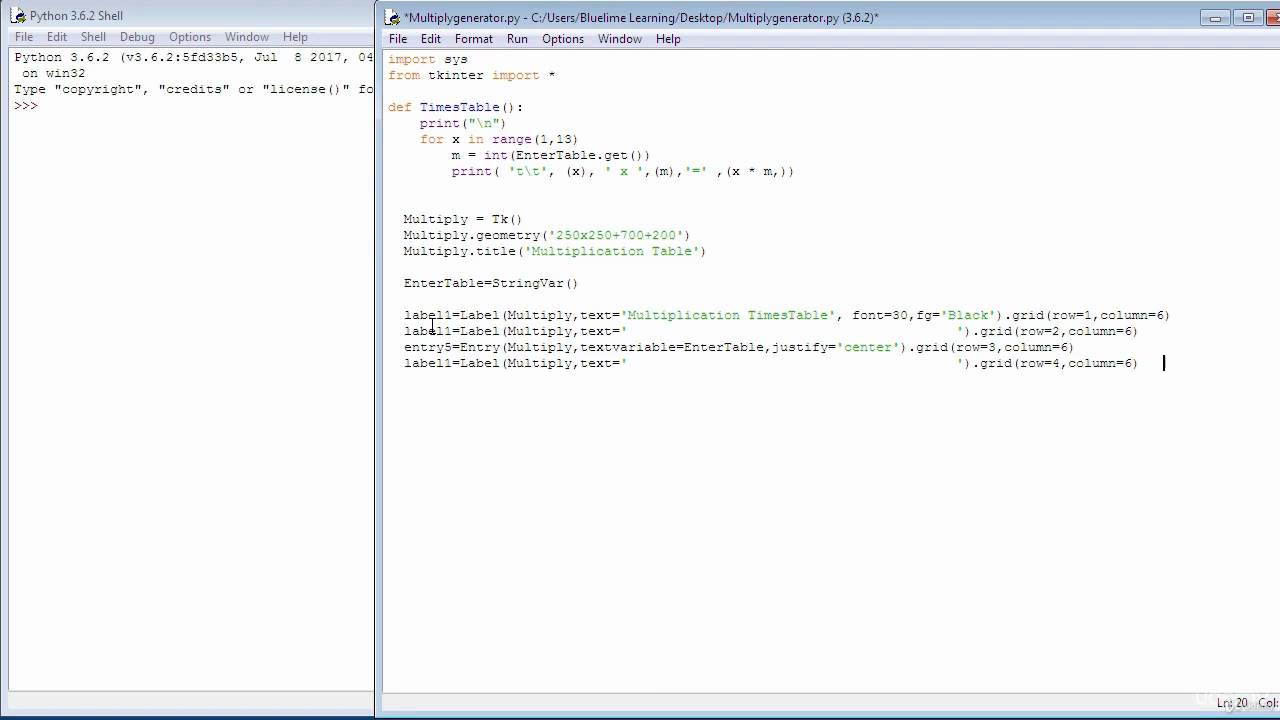 Python 3.6.2 Shell
File Edit Shell Debug Options Window Help
Python 3.6.2 (v3.6.2:5fd33b5, Jul 8 2017, 04
on win32
Type "copyright", "credits" or "license()" fo
>>>
*Multiplygenerator.py - C:/Users/Bluelime Learning/Desktop/Multiplygenerator.py (3.6.2)*
File Edit Format Run Options Window Help
import sys
from tkinter import *
def TimesTable():
    print("\n")
    for x in range(1,13)
        m = int(EnterTable.get())
        print( 't\t', (x), ' x ',(m),'=' ,(x * m,))
  Multiply = Tk()
  Multiply.geometry('250x250+700+200')
  Multiply.title('Multiplication Table')
  EnterTable=StringVar()
  label1=Label(Multiply,text='Multiplication TimesTable', font=30,fg='Black').grid(row=1,column=6)
  label1=Label(Multiply,text='                                         ').grid(row=2,column=6)
  entry5=Entry(Multiply,textvariable=EnterTable,justify='center').grid(row=3,column=6)
  label1=Label(Multiply,text='                                         ').grid(row=4,column=6)
Ln: 20 Col: